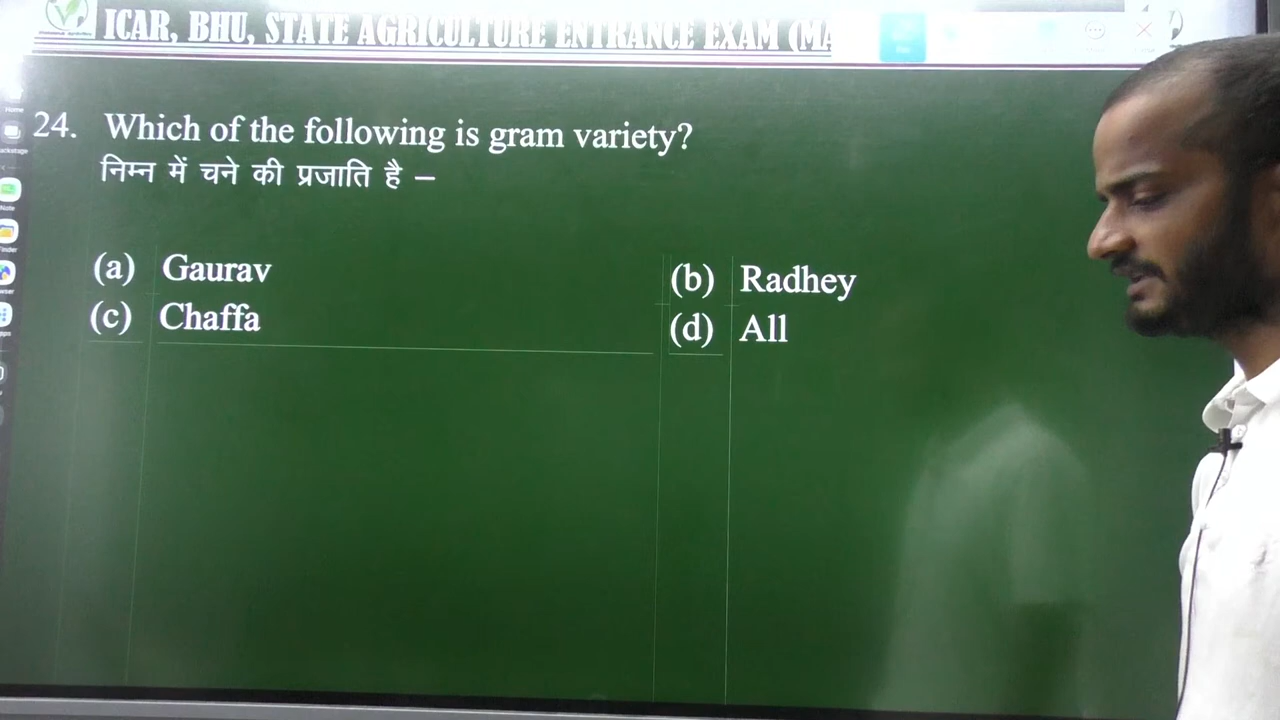 ICAR, BHU, STATE AGRICULTURE ENTRANCE EXAM (MA
24. Which of the following is gram variety?
निम्न में चने की प्रजाति है –
(a) Gaurav
(b) Radhey
(c) Chaffa
(d) All